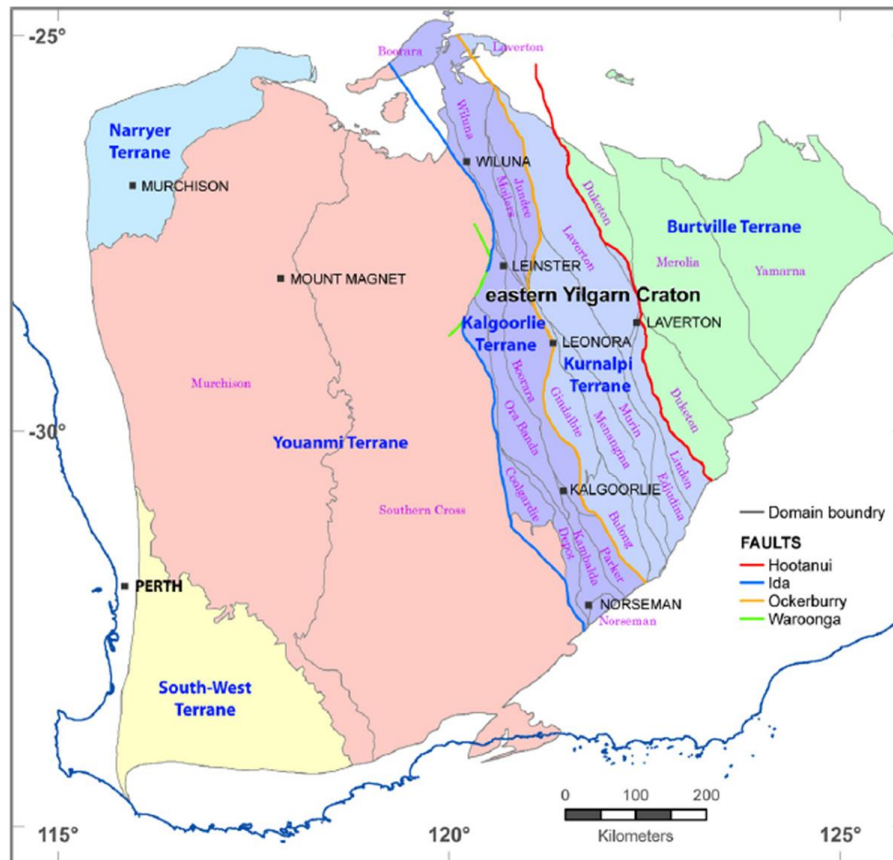 -25°
Boorara
Laverton
Narryer
Terrane
MURCHISON
Wiluna
WILUNA
Moilers
Jundee
Duketon
Burtville Terrane
Merolia
Yamarna
Laverton
MOUNT MAGNET
LEINSTER
eastern Yilgarn Craton
Kalgoorlie
Terrane
LAVERTON
LEONORA
Kurnalpi
Terrane
Murchison
Boorara
Ora Banda
Gindalbie
Menangina
Murin
Duketon
-30°
Youanmi Terrane
Linden
Edjudina
Southern Cross
Coolgardie
KALGOORLIE
Bulong
Depot
Kambalda
Parker
Domain boundry
FAULTS
Hootanui
Ida
Ockerburry
Waroonga
PERTH
NORSEMAN
Norseman
South-West
Terrane
0 100 200
Kilometers
115° 120° 125°